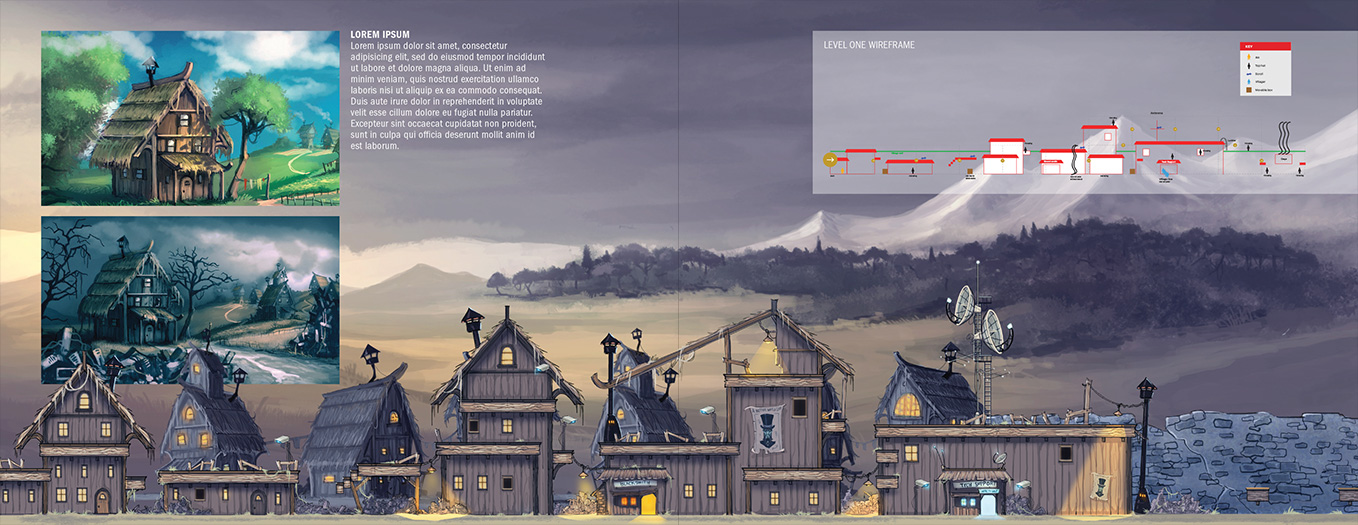 LOREM IPSUM
Lorem ipsum dolor sit amet, consectetur
adipisicing elit, sed do eiusmod tempor incididunt
ut labore et dolore magna aliqua. Ut enim ad
minim veniam, quis nostrud exercitation ullamco
laboris nisi ut aliquip ex ea commodo consequat.
Duis aute irure dolor in reprehenderit in voluptate
velit esse cillum dolore eu fugiat nulla pariatur.
Excepteur sint occaecat cupidatat non proident,
sunt in culpa qui officia deserunt mollit anim id
est laborum.
LEVEL ONE WIREFRAME
KEY